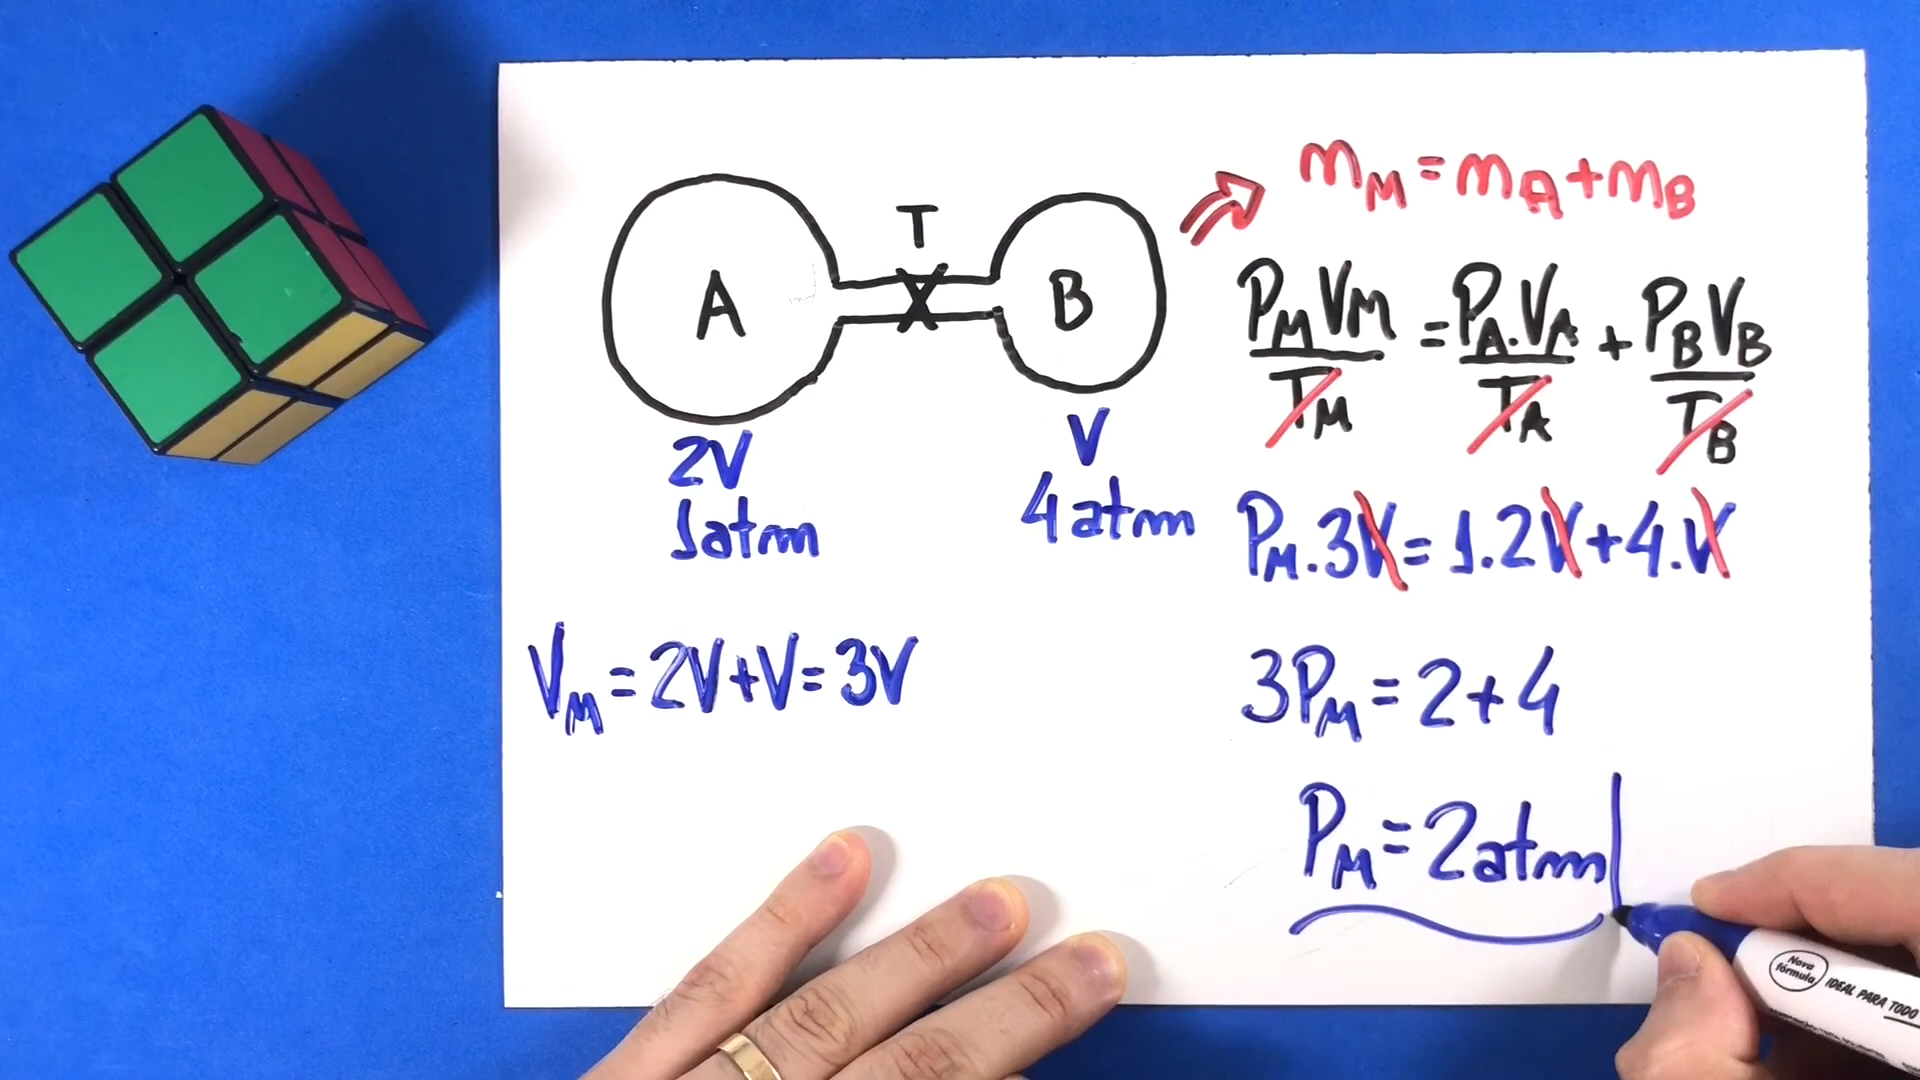 T
A
B
2V
V
1atm
4atm
V_M = 2V + V = 3V
m_M = m_A + m_B
P_M V_M / T_M = P_A . V_A / T_A + P_B V_B / T_B
P_M . 3V = 1 . 2V + 4 . V
3P_M = 2 + 4
P_M = 2atm
Nova
fórmula
IDEAL PARA TODO